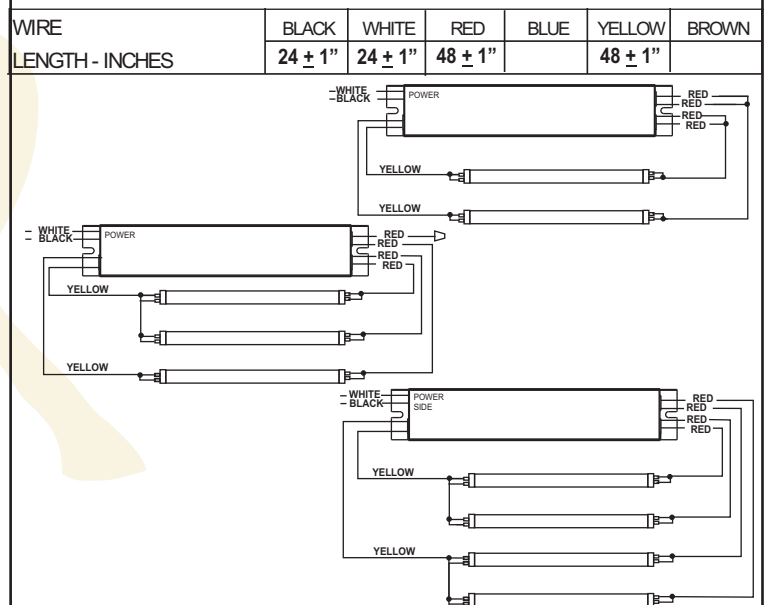 WIRE BLACK WHITE RED BLUE YELLOW BROWN
LENGTH - INCHES 24 ± 1” 24 ± 1” 48 ± 1” 48 ± 1”
WHITE
BLACK
POWER
RED
RED
RED
RED
YELLOW
YELLOW
WHITE
BLACK
POWER
RED
RED
RED
RED
YELLOW
YELLOW
WHITE
BLACK
POWER
SIDE
RED
RED
RED
RED
YELLOW
YELLOW